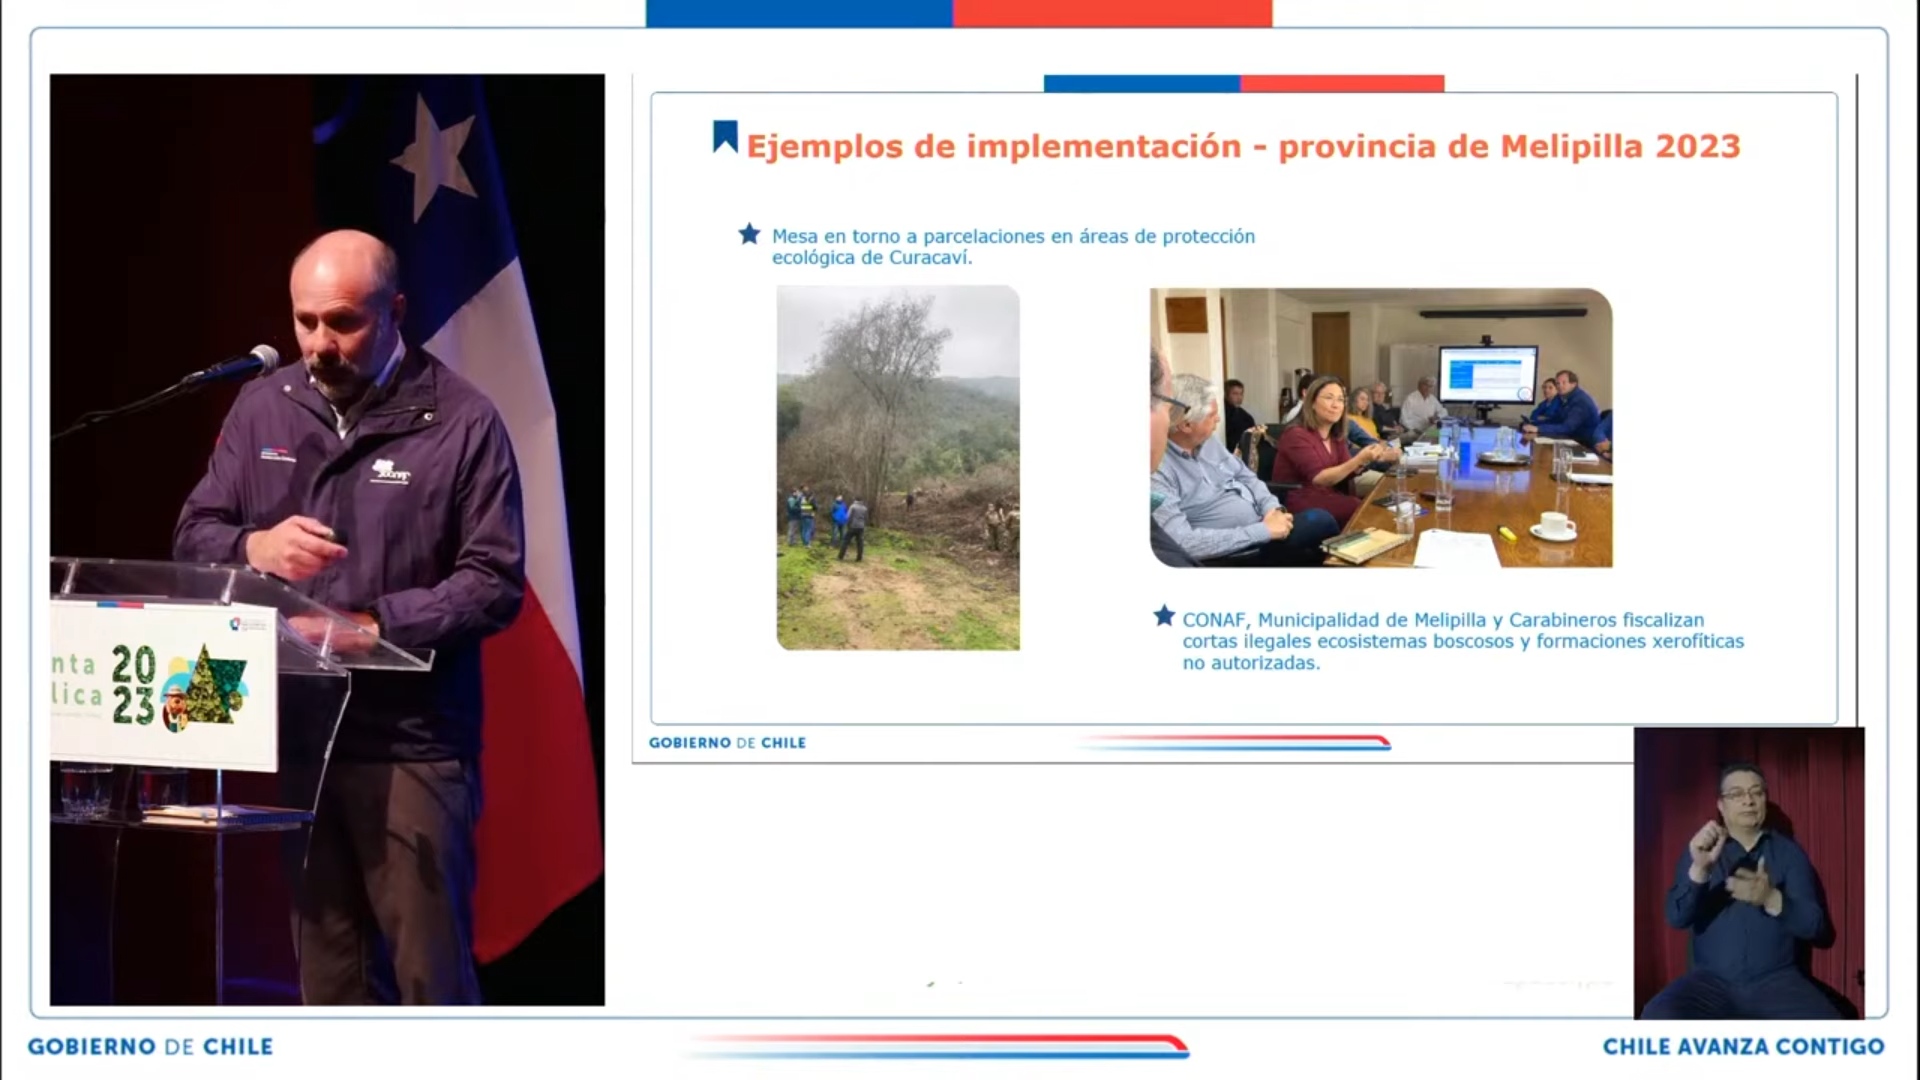 Ejemplos de implementación - provincia de Melipilla 2023
Mesa en torno a parcelaciones en áreas de protección
ecológica de Curacaví.
CONAF, Municipalidad de Melipilla y Carabineros fiscalizan
cortas ilegales ecosistemas boscosos y formaciones xerofíticas
no autorizadas.
GOBIERNO DE CHILE
nta
lica
20
23
GOBIERNO DE CHILE
CHILE AVANZA CONTIGO